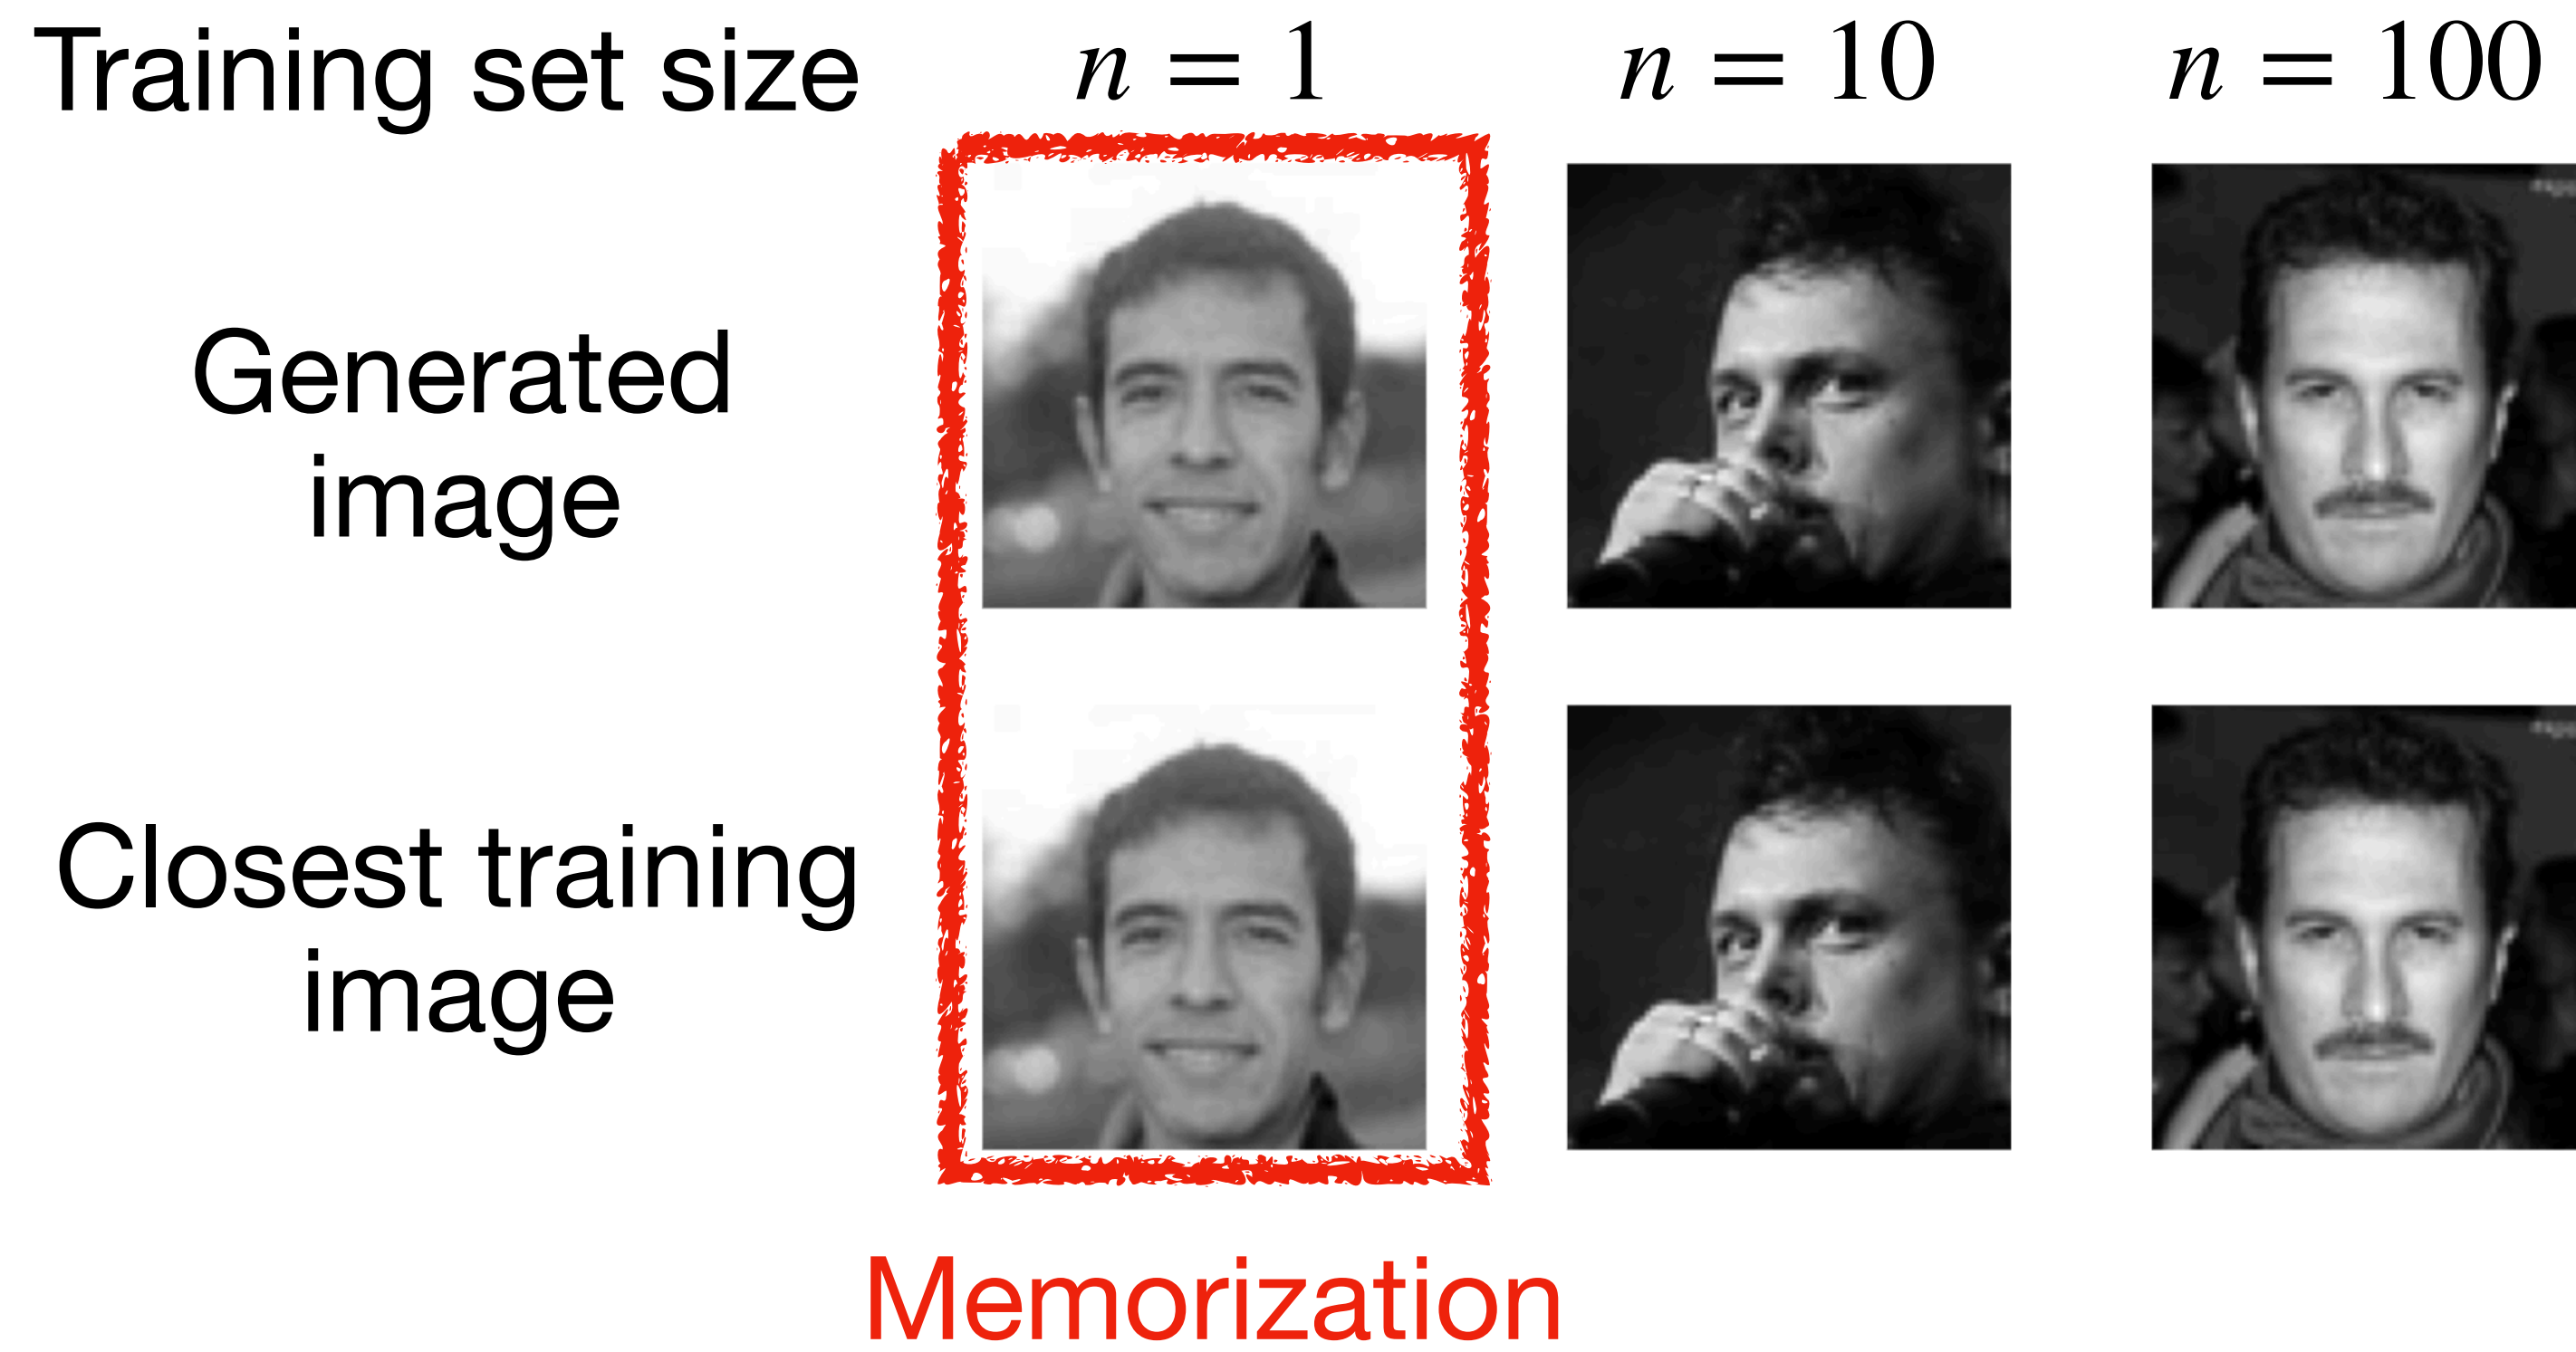 Training set size n = 1 n = 10 n = 100
Generated
image
Closest training
image
Memorization